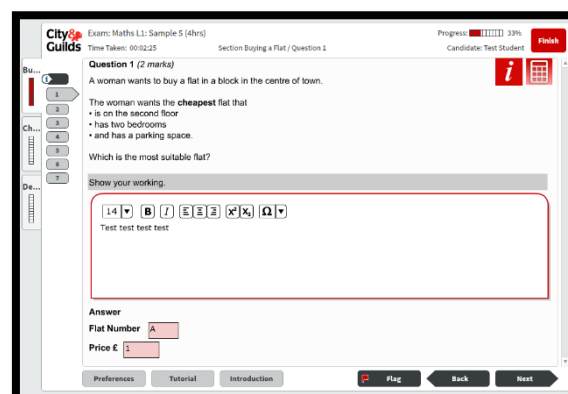 City&
Guilds
Exam: Maths L1: Sample 5 (4hrs)
Time Taken: 00:02:25
Section Buying a Flat / Question 1
Progress: 33%
Candidate: Test Student
Finish
Bu...
Ch...
De...
1
1
2
3
4
5
6
7
Question 1 (2 marks)
A woman wants to buy a flat in a block in the centre of town.
The woman wants the cheapest flat that
• is on the second floor
• has two bedrooms
• and has a parking space.
Which is the most suitable flat?
i
Show your working.
14 B I X² X₂ Ω
Test test test test
Answer
Flat Number A
Price £ 1
Preferences Tutorial Introduction Flag Back Next